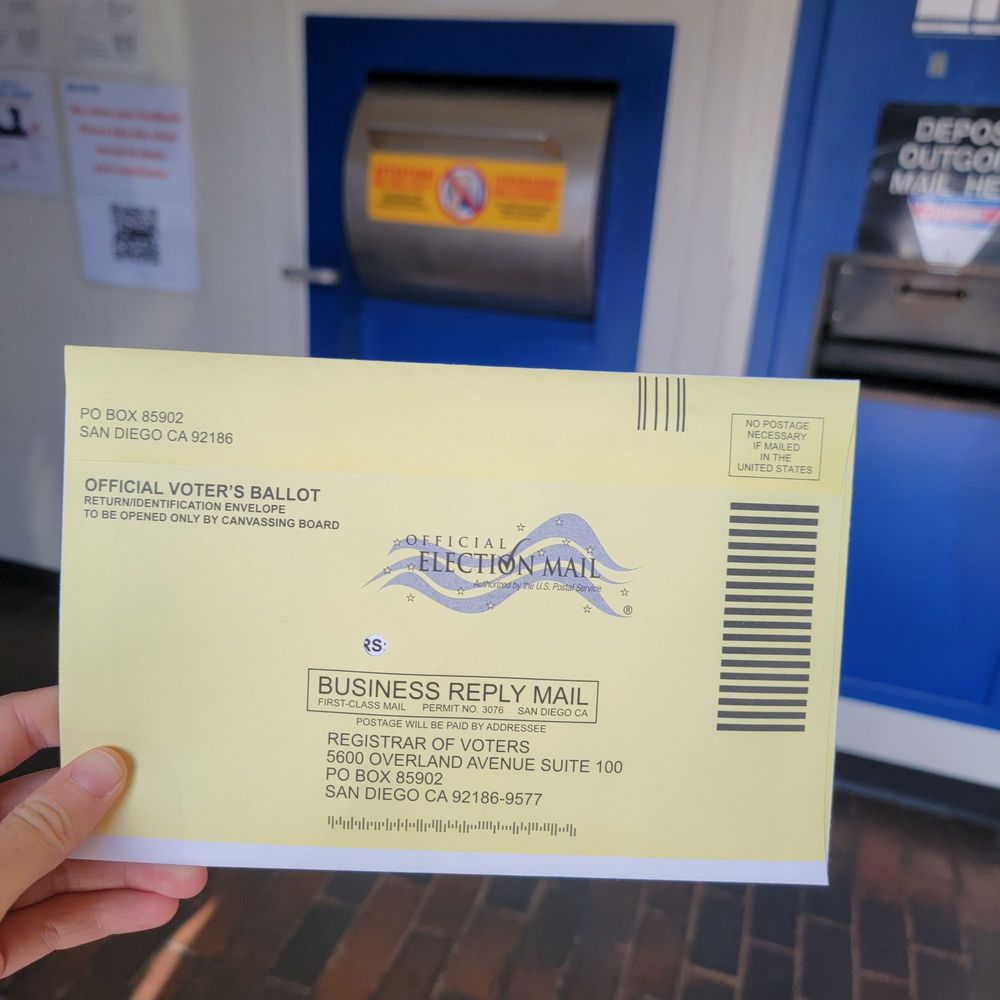 DEPOS
OUTGOI
MAIL HE
PO BOX 85902
SAN DIEGO CA 92186
NO POSTAGE
NECESSARY
IF MAILED
IN THE
UNITED STATES
OFFICIAL VOTER'S BALLOT
RETURN/IDENTIFICATION ENVELOPE
TO BE OPENED ONLY BY CANVASSING BOARD
OFFICIAL
ELECTION MAIL
Authorized by the U.S. Postal Service
®
RS
BUSINESS REPLY MAIL
FIRST-CLASS MAIL PERMIT NO. 3076 SAN DIEGO CA
POSTAGE WILL BE PAID BY ADDRESSEE
REGISTRAR OF VOTERS
5600 OVERLAND AVENUE SUITE 100
PO BOX 85902
SAN DIEGO CA 92186-9577